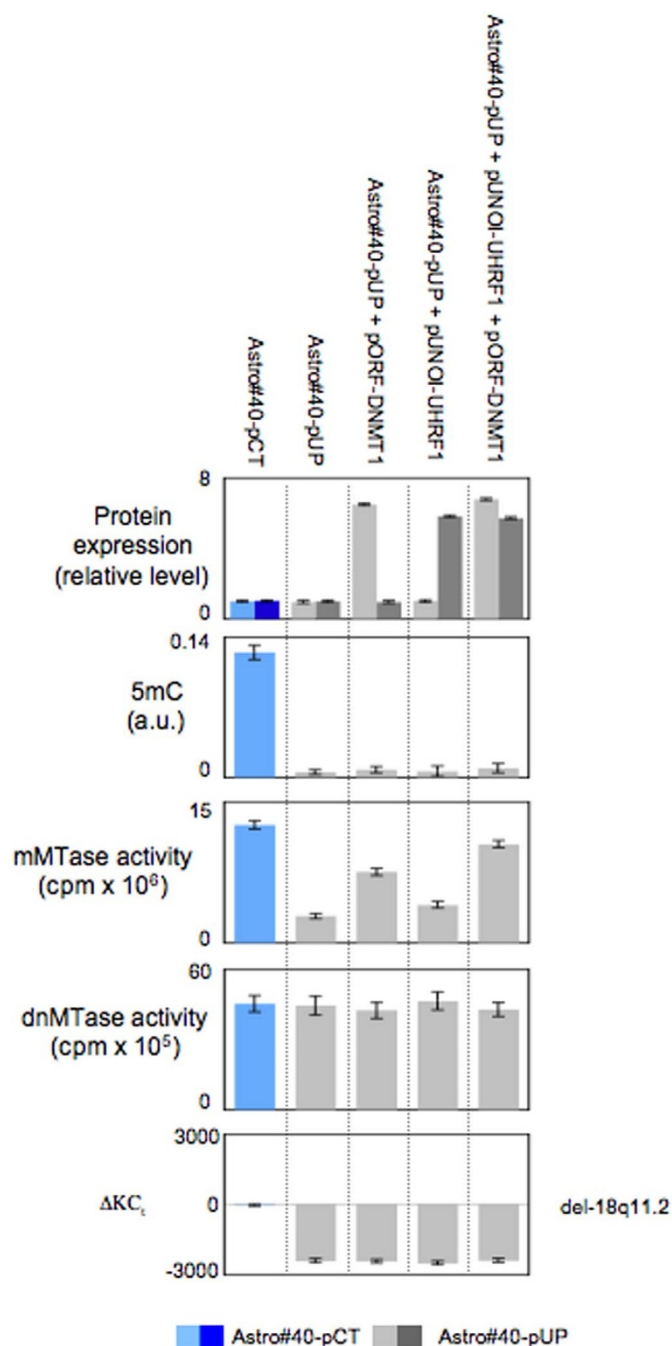 Astro#40-pCT
Astro#40-pUP
Astro#40-pUP + pORF-DNMT1
Astro#40-pUP + pUNOI-UHRF1
Astro#40-pUP + pUNOI-UHRF1 + pORF-DNMT1
Protein
expression
(relative level)
8
0
5mC
(a.u.)
0.14
0
mMTase activity
(cpm x 10⁶)
15
0
dnMTase activity
(cpm x 10⁵)
60
0
ΔKCₜ
3000
0
-3000
del-18q11.2
Astro#40-pCT Astro#40-pUP